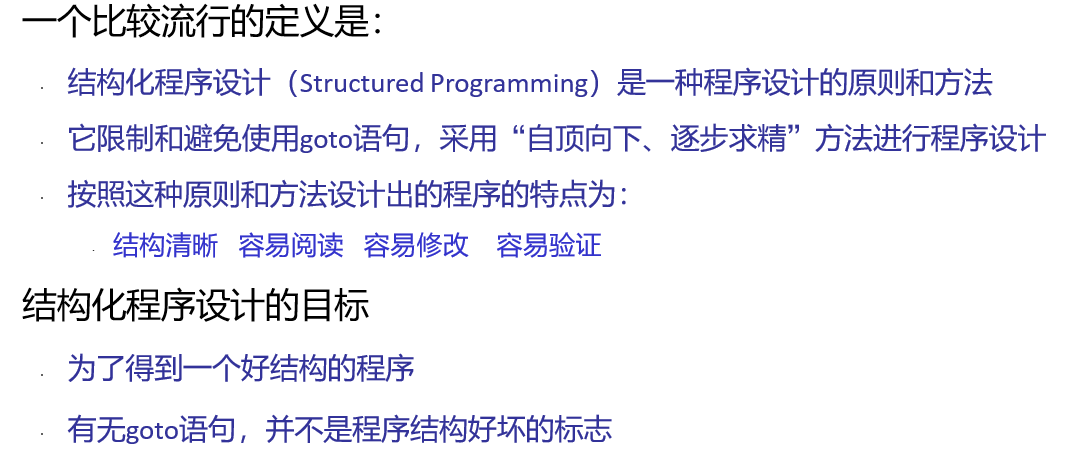 一个比较流行的定义是：
结构化程序设计（Structured Programming）是一种程序设计的原则和方法
它限制和避免使用goto语句，采用“自顶向下、逐步求精”方法进行程序设计
按照这种原则和方法设计出的程序的特点为：
结构清晰 容易阅读 容易修改 容易验证
结构化程序设计的目标
为了得到一个好结构的程序
有无goto语句，并不是程序结构好坏的标志